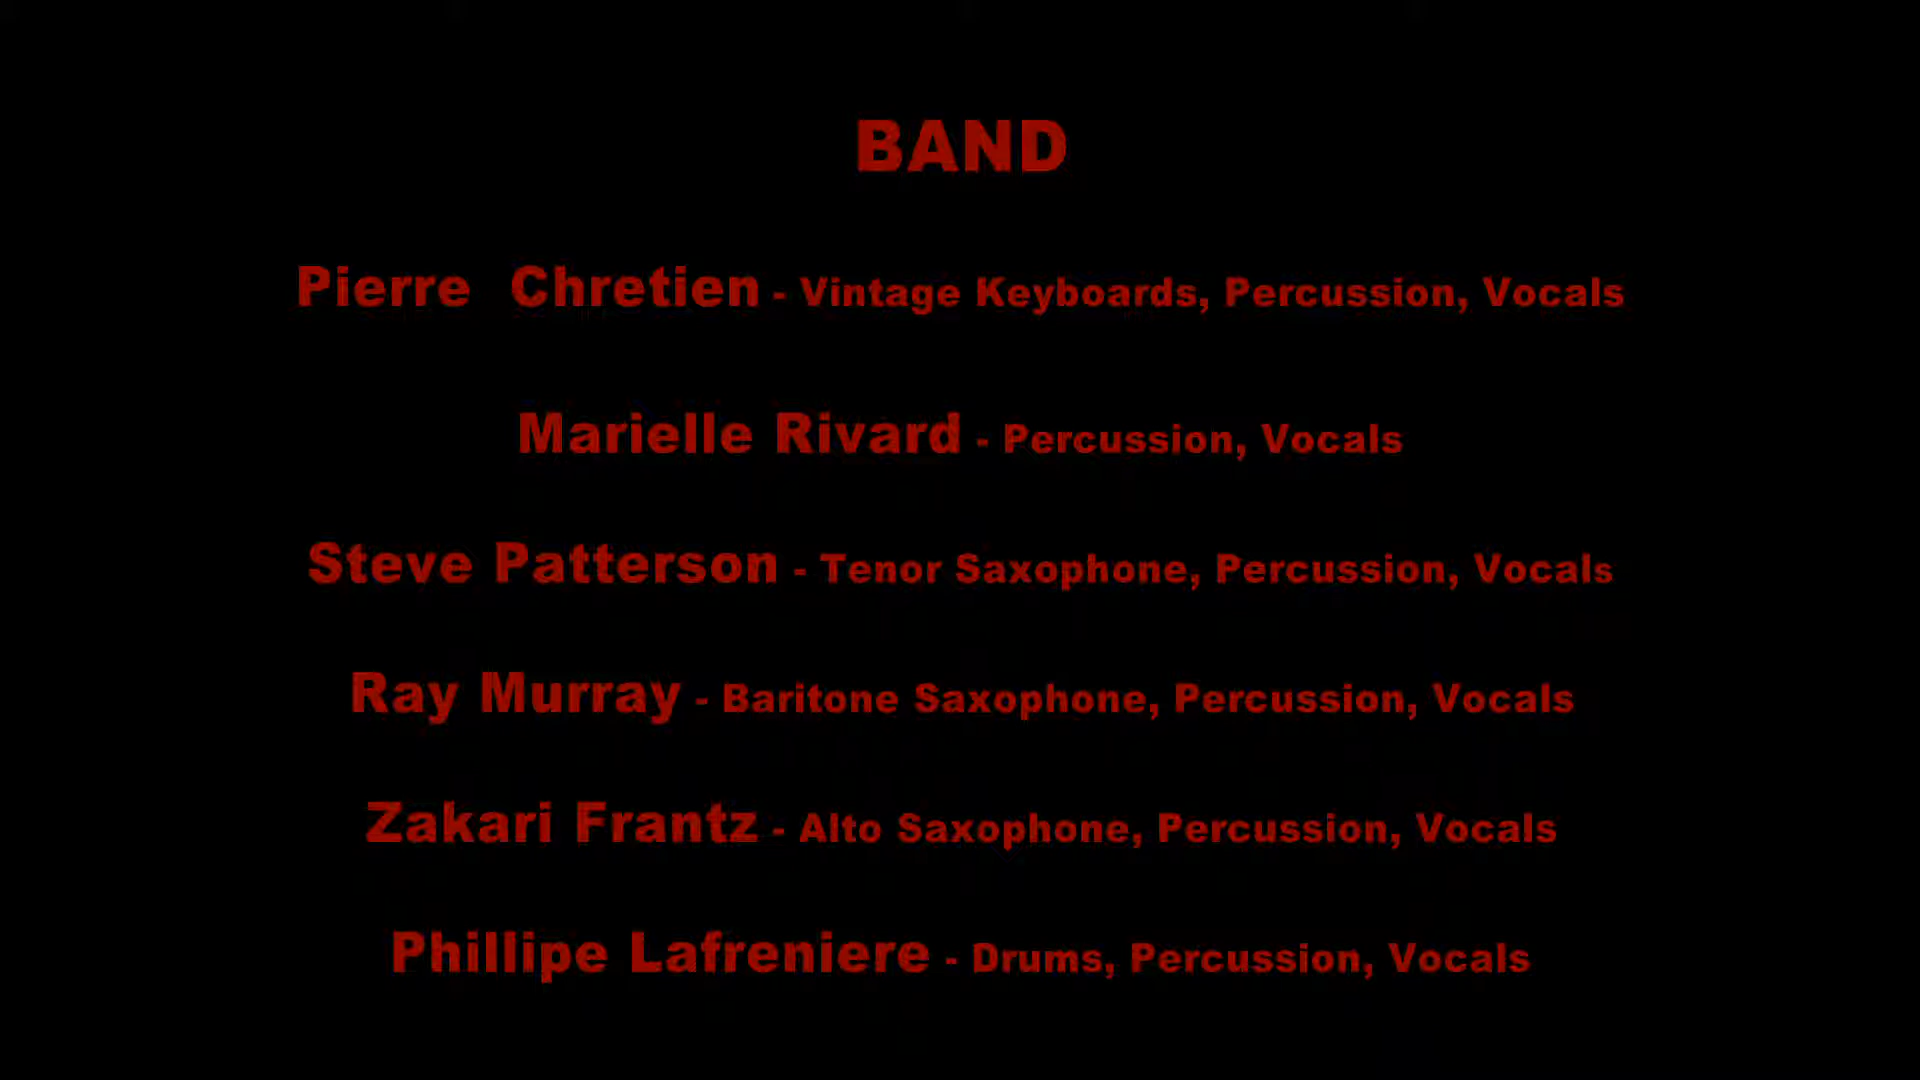 BAND
Pierre  Chretien - Vintage Keyboards, Percussion, Vocals
Marielle Rivard - Percussion, Vocals
Steve Patterson - Tenor Saxophone, Percussion, Vocals
Ray Murray - Baritone Saxophone, Percussion, Vocals
Zakari Frantz - Alto Saxophone, Percussion, Vocals
Phillipe Lafreniere - Drums, Percussion, Vocals